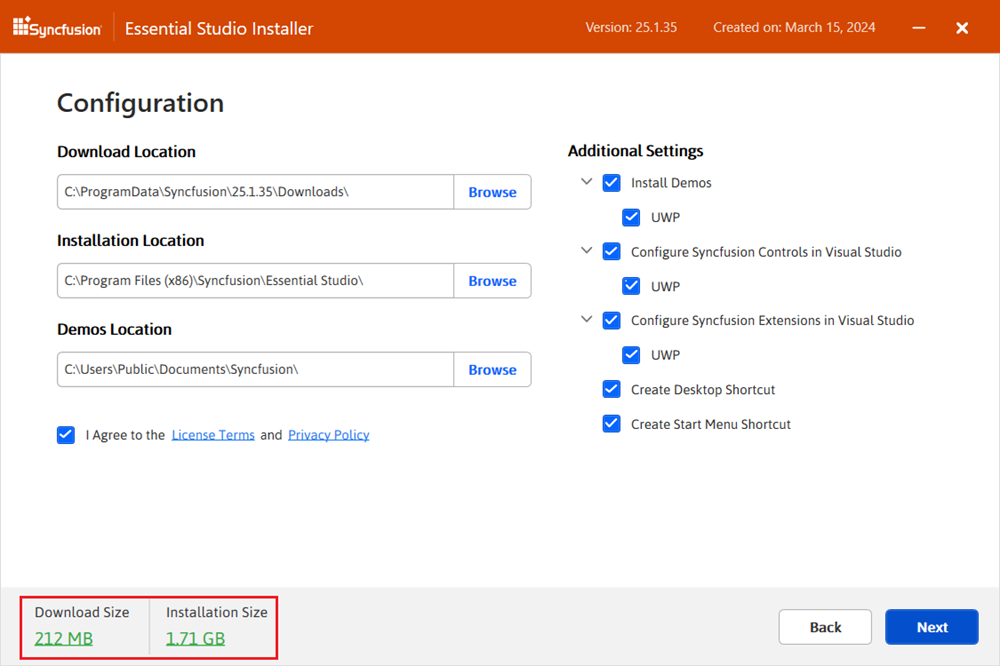 Syncfusion Essential Studio Installer Version: 25.1.35 Created on: March 15, 2024
Configuration
Download Location
C:\ProgramData\Syncfusion\25.1.35\Downloads\ Browse
Installation Location
C:\Program Files (x86)\Syncfusion\Essential Studio\ Browse
Demos Location
C:\Users\Public\Documents\Syncfusion\ Browse
I Agree to the License Terms and Privacy Policy
Additional Settings
Install Demos
UWP
Configure Syncfusion Controls in Visual Studio
UWP
Configure Syncfusion Extensions in Visual Studio
UWP
Create Desktop Shortcut
Create Start Menu Shortcut
Download Size Installation Size
212 MB 1.71 GB
Back Next